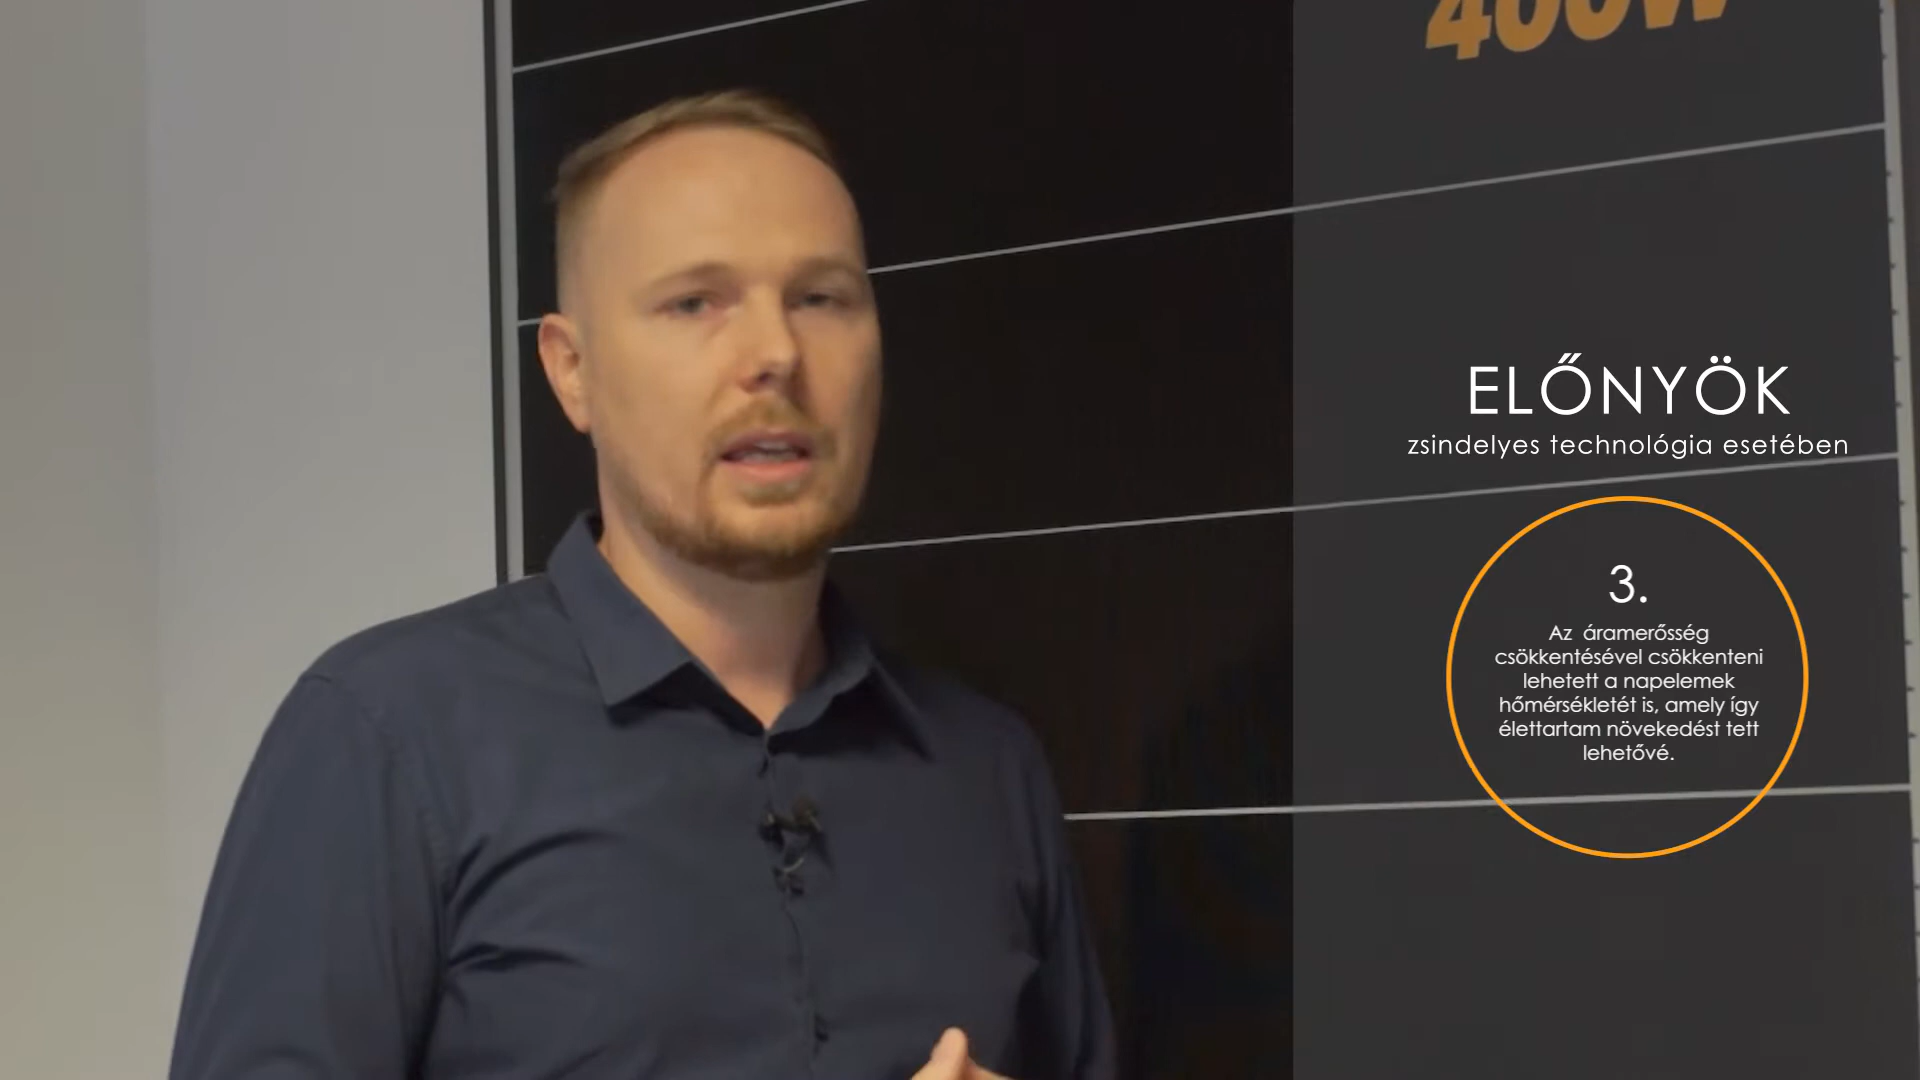 400W
ELŐNYÖK
zsindelyes technológia esetében
3.
Az áramerősség
csökkentésével csökkenteni
lehetett a napelemek
hőmérsékletét is, amely így
élettartam növekedést tett
lehetővé.